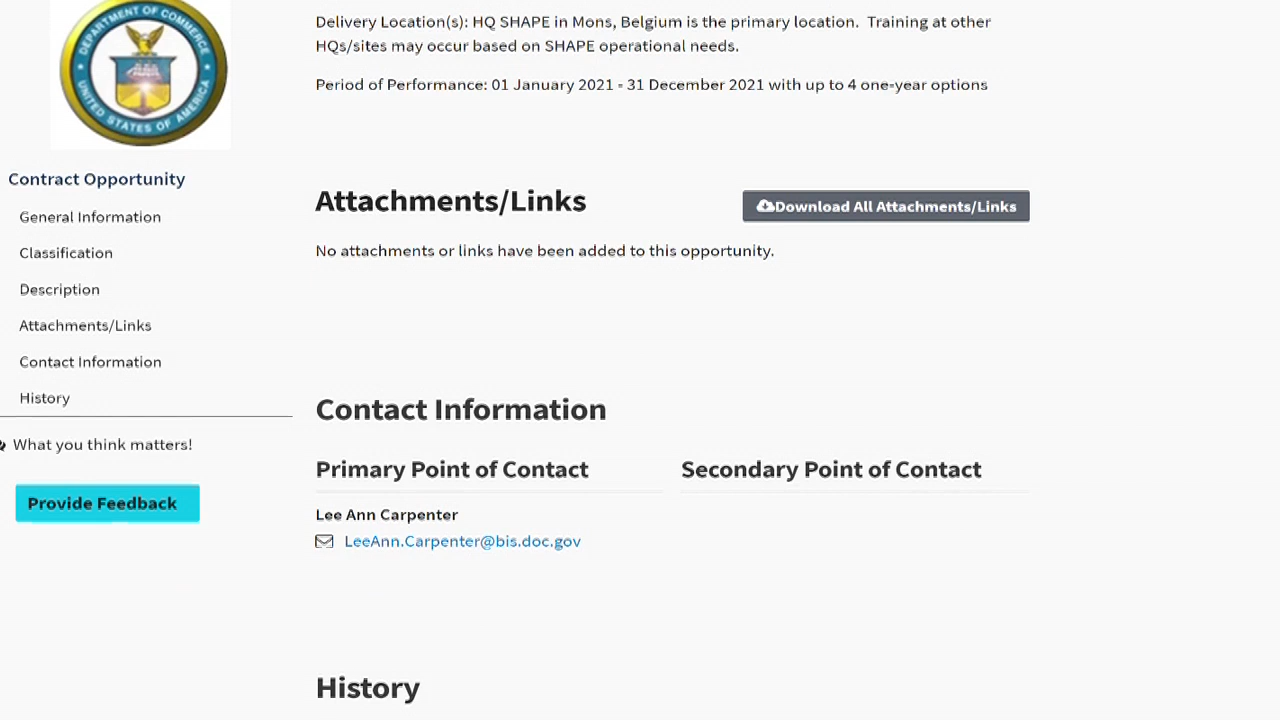 DEPARTMENT OF COMMERCE
UNITED STATES OF AMERICA
Contract Opportunity
General Information
Classification
Description
Attachments/Links
Contact Information
History
What you think matters!
Provide Feedback
Delivery Location(s): HQ SHAPE in Mons, Belgium is the primary location. Training at other
HQs/sites may occur based on SHAPE operational needs.
Period of Performance: 01 January 2021 - 31 December 2021 with up to 4 one-year options
Attachments/Links
Download All Attachments/Links
No attachments or links have been added to this opportunity.
Contact Information
Primary Point of Contact
Lee Ann Carpenter
LeeAnn.Carpenter@bis.doc.gov
Secondary Point of Contact
History